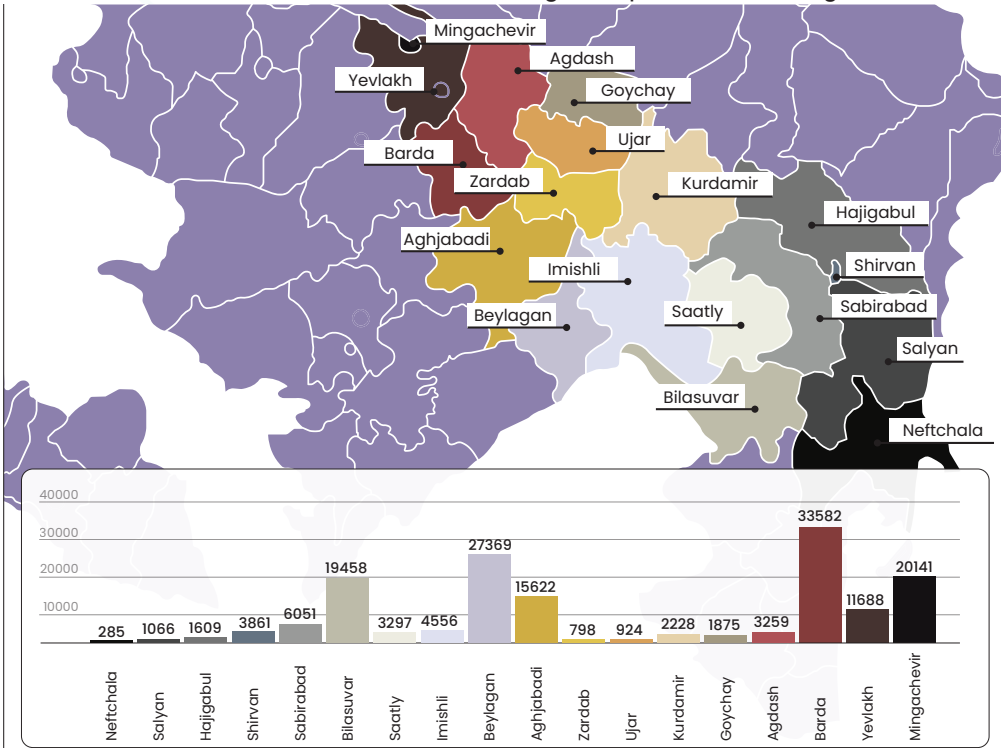 Mingachevir
Agdash
Yevlakh
Goychay
Ujar
Barda
Zardab
Kurdamir
Hajigabul
Aghjabadi
Imishli
Shirvan
Sabirabad
Saatly
Beylagan
Salyan
Bilasuvar
Neftchala
40000
30000
20000
10000
285
1066
1609
3861
6051
19458
3297
4556
27369
15622
798
924
2228
1875
3259
33582
11688
20141
Neftchala
Salyan
Hajigabul
Shirvan
Sabirabad
Bilasuvar
Saatly
Imishli
Beylagan
Aghjabadi
Zardab
Ujar
Kurdamir
Goychay
Agdash
Barda
Yevlakh
Mingachevir